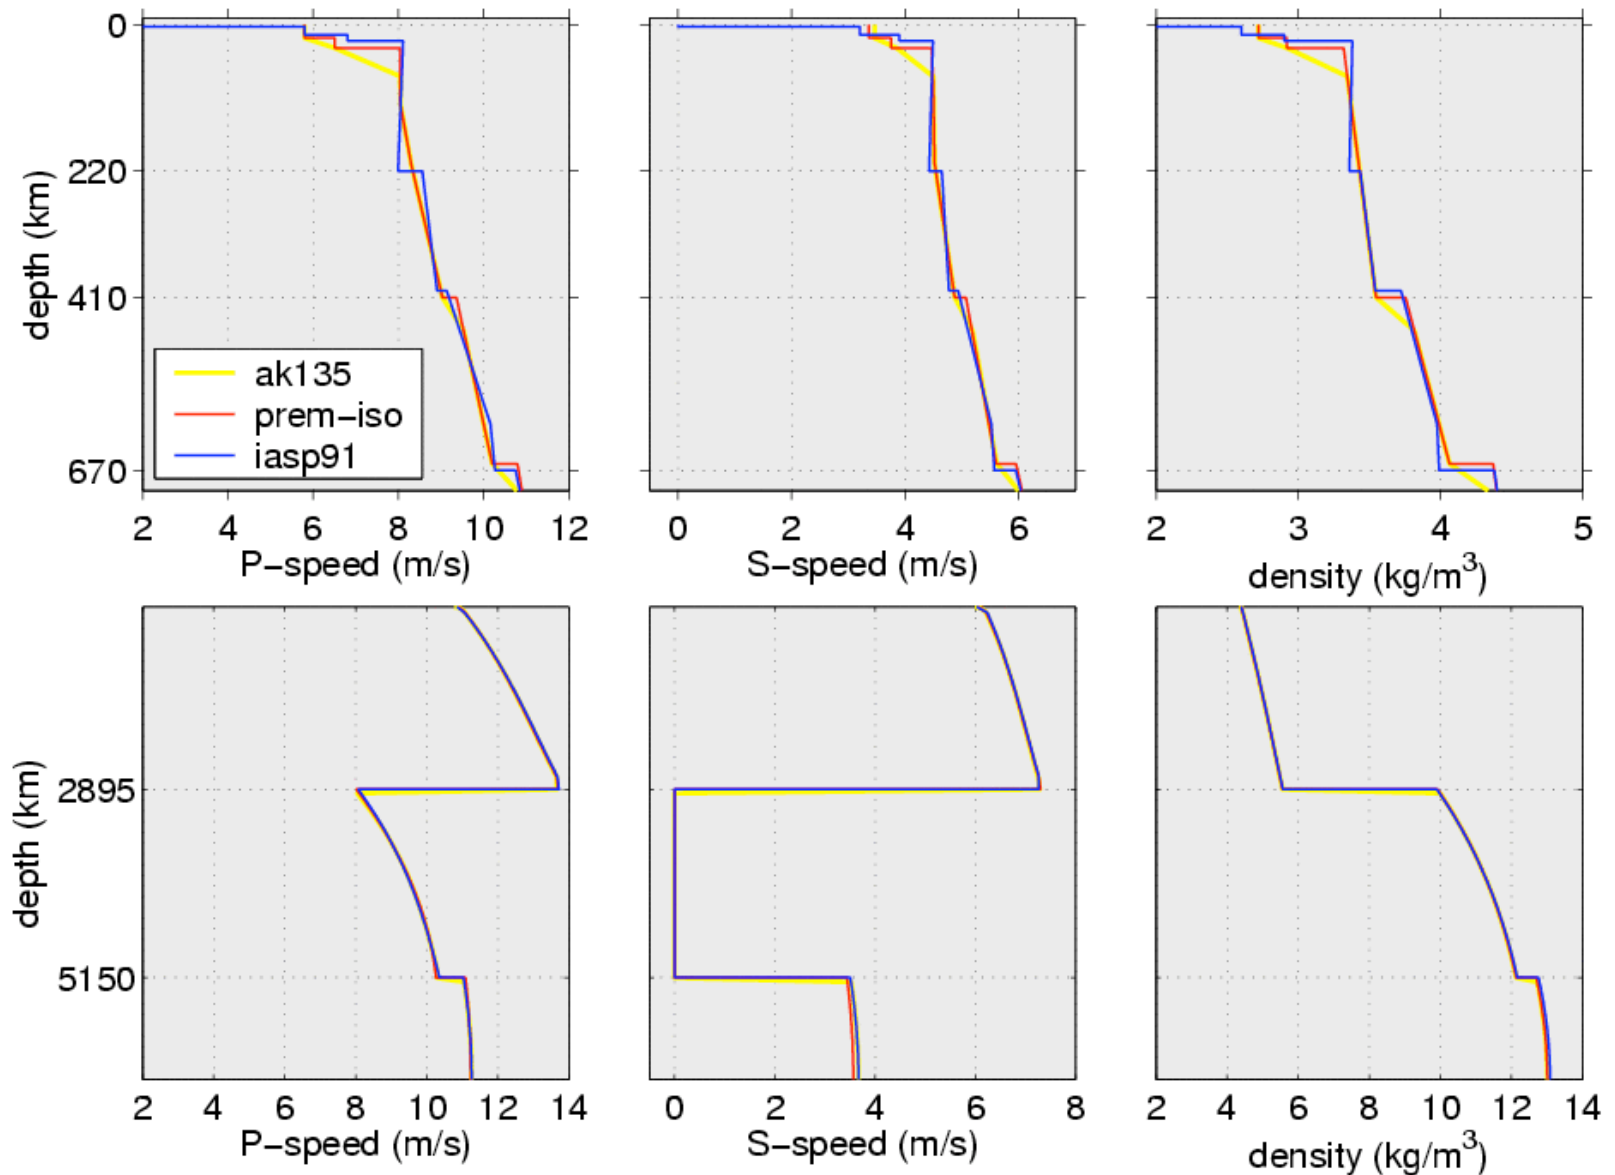 0
220
410
670
depth (km)
ak135
prem-iso
iasp91
2 4 6 8 10 12
P-speed (m/s)
0 2 4 6
S-speed (m/s)
2 3 4 5
density (kg/m³)
2895
5150
depth (km)
2 4 6 8 10 12 14
P-speed (m/s)
0 2 4 6 8
S-speed (m/s)
2 4 6 8 10 12 14
density (kg/m³)